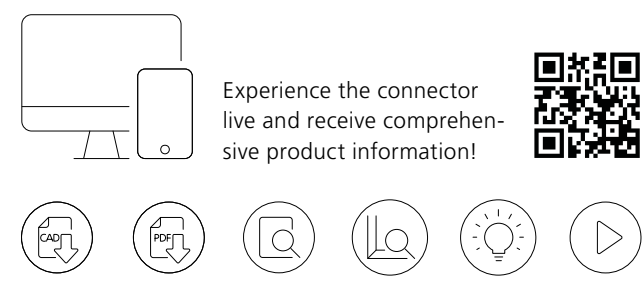 Experience the connector
live and receive comprehen-
sive product information!
CAD
PDF